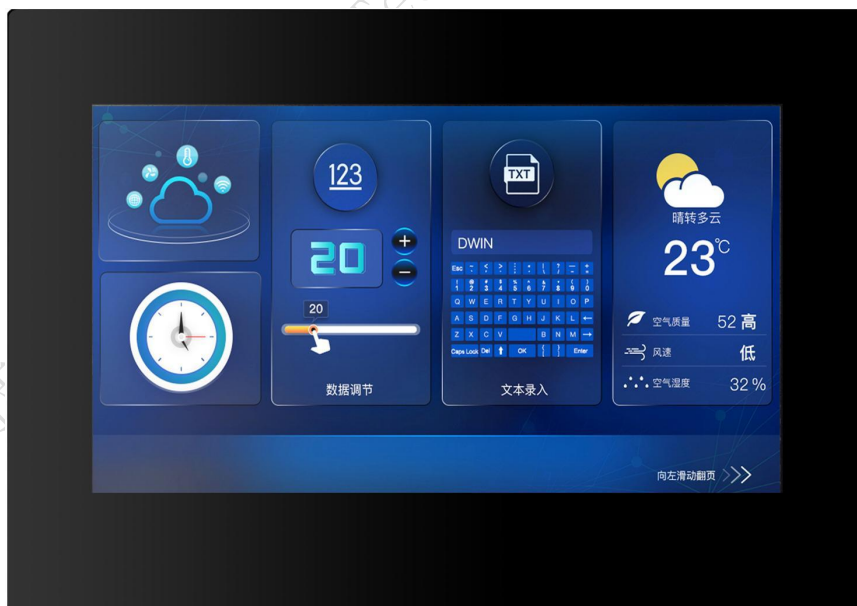 123
20
+
−
20
数据调节
TXT
DWIN
Esc
Q W E R T Y U I O P
A S D F G H J K L ←
Z X C V B N M →
Caps Lock Del ↑ OK Enter
文本录入
晴转多云
23℃
空气质量 52 高
风速 低
空气湿度 32 %
向左滑动翻页